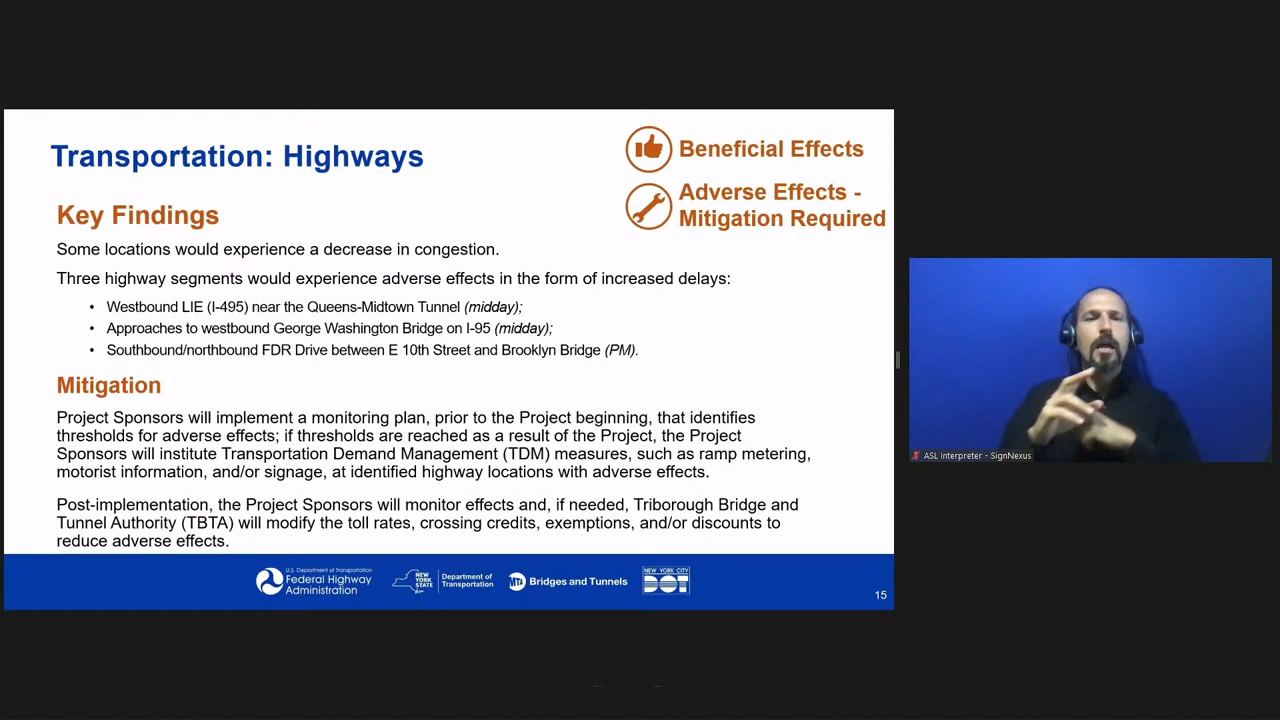 Transportation: Highways
Beneficial Effects
Adverse Effects -
Mitigation Required
Key Findings
Some locations would experience a decrease in congestion.
Three highway segments would experience adverse effects in the form of increased delays:
• Westbound LIE (I-495) near the Queens-Midtown Tunnel (midday);
• Approaches to westbound George Washington Bridge on I-95 (midday);
• Southbound/northbound FDR Drive between E 10th Street and Brooklyn Bridge (PM).
Mitigation
Project Sponsors will implement a monitoring plan, prior to the Project beginning, that identifies
thresholds for adverse effects; if thresholds are reached as a result of the Project, the Project
Sponsors will institute Transportation Demand Management (TDM) measures, such as ramp metering,
motorist information, and/or signage, at identified highway locations with adverse effects.
Post-implementation, the Project Sponsors will monitor effects and, if needed, Triborough Bridge and
Tunnel Authority (TBTA) will modify the toll rates, crossing credits, exemptions, and/or discounts to
reduce adverse effects.
U.S. Department of Transportation
Federal Highway
Administration
NEW
YORK
STATE
Department of
Transportation
MTA
Bridges and Tunnels
NEW YORK CITY
DOT
15
ASL Interpreter - SignNexus